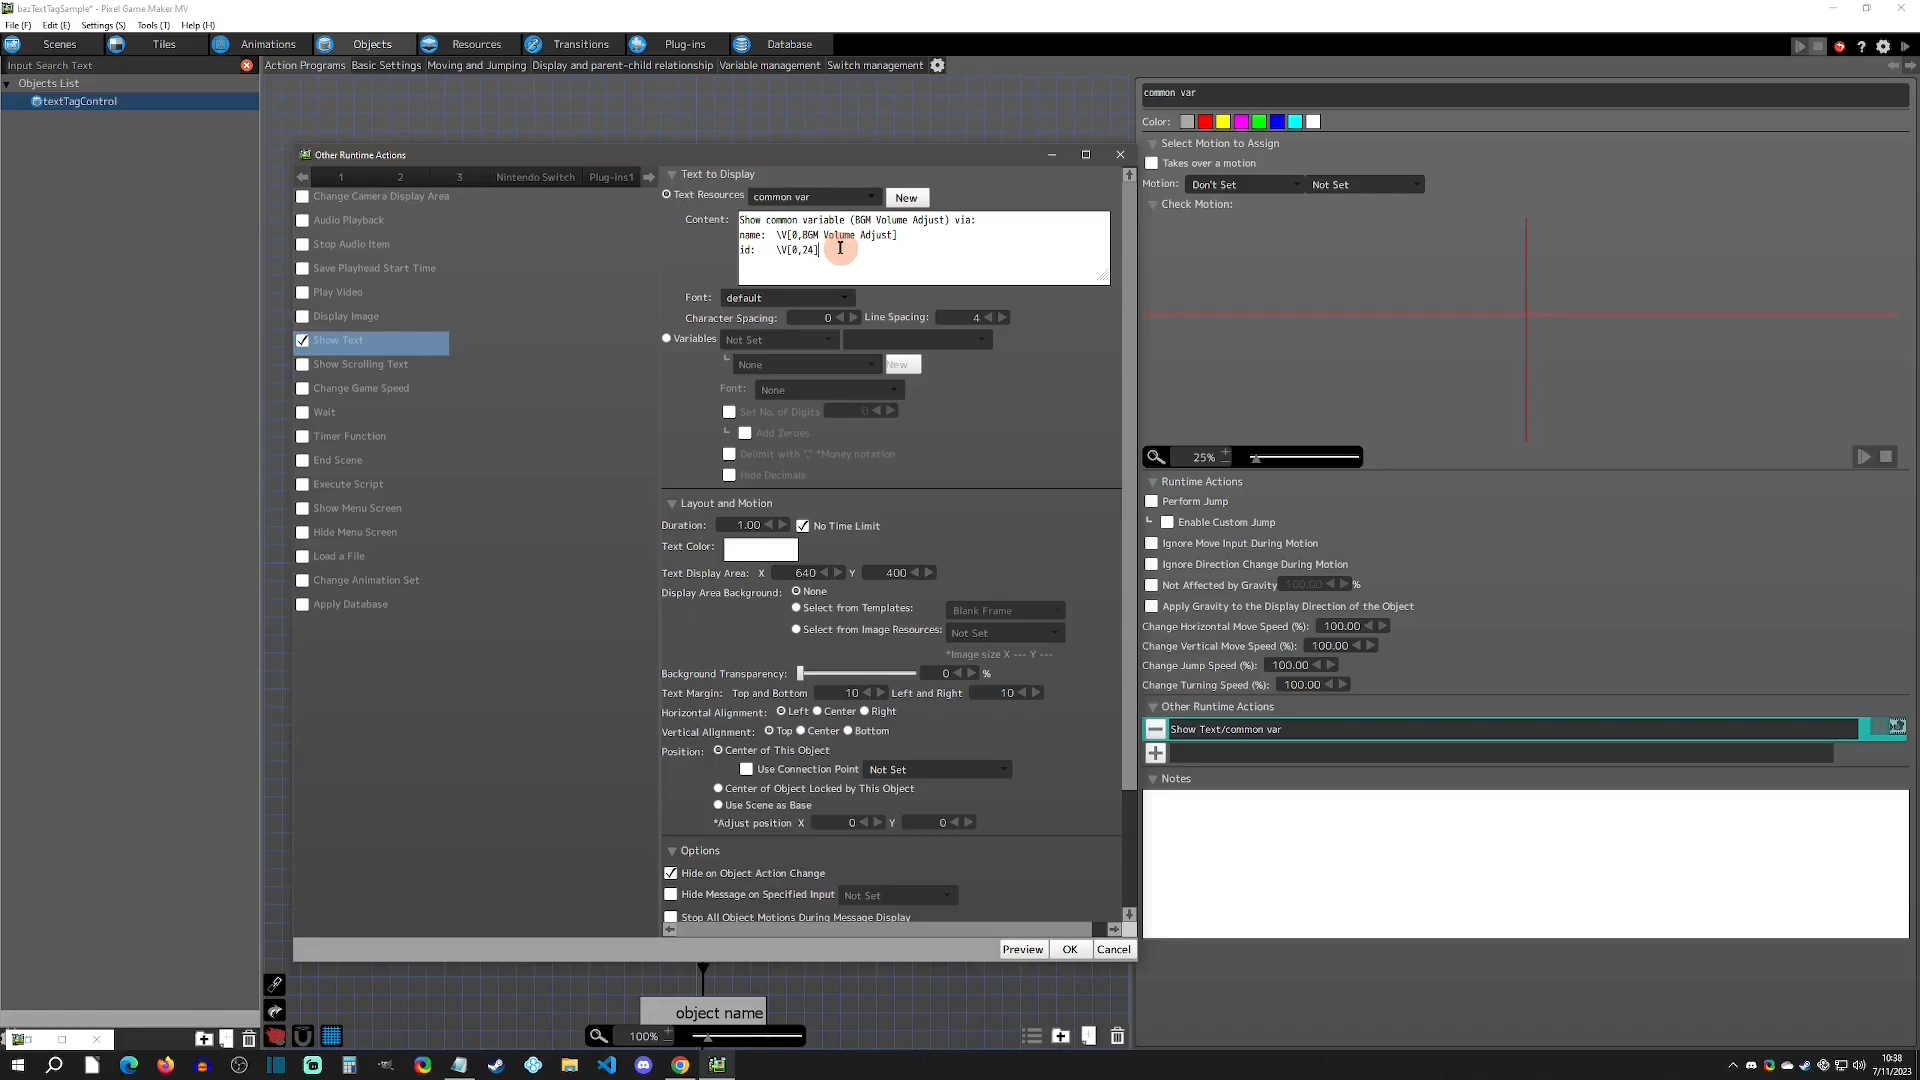 bazTextTagSample* - Pixel Game Maker MV
File (F) Edit (E) Settings (S) Tools (T) Help (H)
Scenes Tiles Animations Objects Resources Transitions Plug-ins Database
Input Search Text
Action Programs Basic Settings Moving and Jumping Display and parent-child relationship Variable management Switch management
Objects List
textTagControl
Other Runtime Actions
1 2 3 Nintendo Switch Plug-ins1
Change Camera Display Area
Audio Playback
Stop Audio Item
Save Playhead Start Time
Play Video
Display Image
Show Text
Show Scrolling Text
Change Game Speed
Wait
Timer Function
End Scene
Execute Script
Show Menu Screen
Hide Menu Screen
Load a File
Change Animation Set
Apply Database
Text to Display
Text Resources common var New
Content: Show common variable (BGM Volume Adjust) via:
name: \V[0,BGM Volume Adjust]
id: \V[0,24]
Font: default
Character Spacing: 0 Line Spacing: 4
Variables Not Set
None New
Font: None
Set No. of Digits 0
Add Zeroes
Delimit with "," *Money notation
Hide Decimals
Layout and Motion
Duration: 1.00 No Time Limit
Text Color:
Text Display Area: X 640 Y 400
Display Area Background: None
Select from Templates: Blank Frame
Select from Image Resources: Not Set
*Image size X --- Y ---
Background Transparency: 0 %
Text Margin: Top and Bottom 10 Left and Right 10
Horizontal Alignment: Left Center Right
Vertical Alignment: Top Center Bottom
Position: Center of This Object
Use Connection Point Not Set
Center of Object Locked by This Object
Use Scene as Base
*Adjust position X 0 Y 0
Options
Hide on Object Action Change
Hide Message on Specified Input Not Set
Stop All Object Motions During Message Display
Preview OK Cancel
object name
100%
common var
Color:
Select Motion to Assign
Takes over a motion
Motion: Don't Set Not Set
Check Motion:
25%
Runtime Actions
Perform Jump
Enable Custom Jump
Ignore Move Input During Motion
Ignore Direction Change During Motion
Not Affected by Gravity 100.00 %
Apply Gravity to the Display Direction of the Object
Change Horizontal Move Speed (%): 100.00
Change Vertical Move Speed (%): 100.00
Change Jump Speed (%): 100.00
Change Turning Speed (%): 100.00
Other Runtime Actions
Show Text/common var
Notes
10:38
7/11/2023